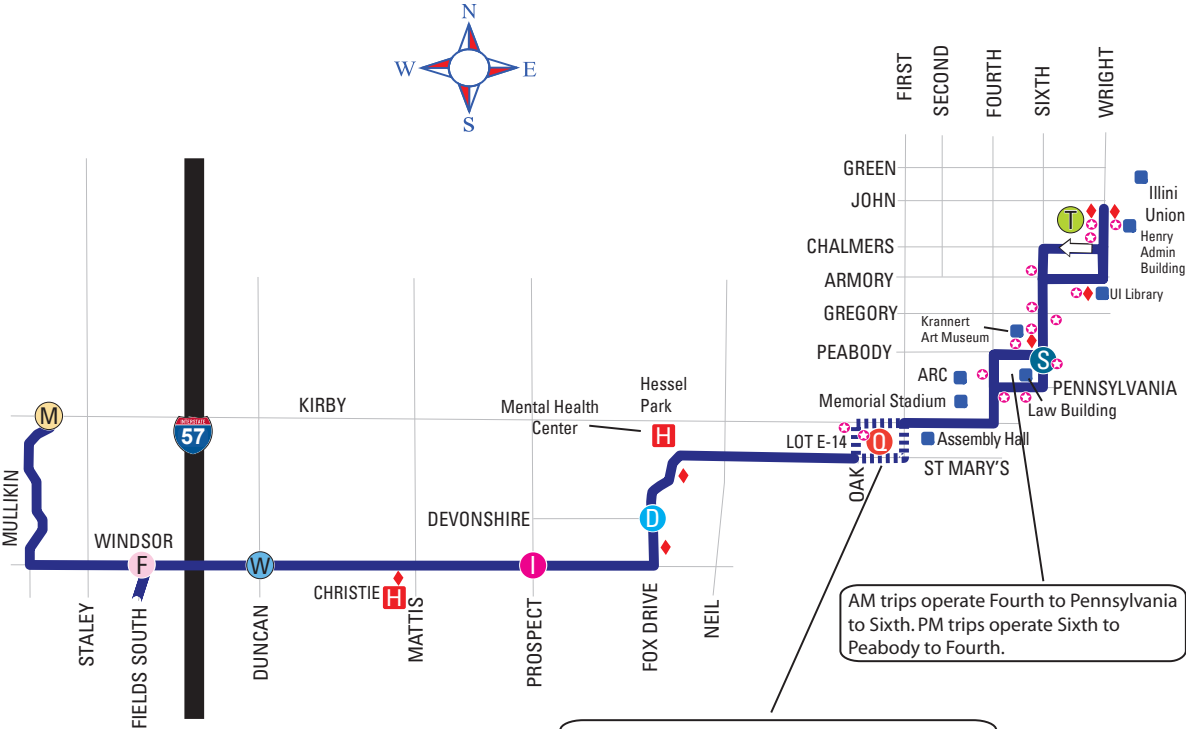 N
W
E
S
FIRST
SECOND
FOURTH
SIXTH
WRIGHT
GREEN
JOHN
CHALMERS
ARMORY
GREGORY
PEABODY
PENNSYLVANIA
T
Illini
Union
Henry
Admin
Building
UI Library
Krannert
Art Museum
S
ARC
Memorial Stadium
Law Building
LOT E-14
Q
Assembly Hall
ST MARY'S
OAK
M
KIRBY
INTERSTATE
57
Mental Health
Center
Hessel
Park
H
MULLIKIN
WINDSOR
DEVONSHIRE
D
F
W
I
CHRISTIE
H
STALEY
FIELDS SOUTH
DUNCAN
MATTIS
PROSPECT
FOX DRIVE
NEIL
AM trips operate Fourth to Pennsylvania
to Sixth. PM trips operate Sixth to
Peabody to Fourth.